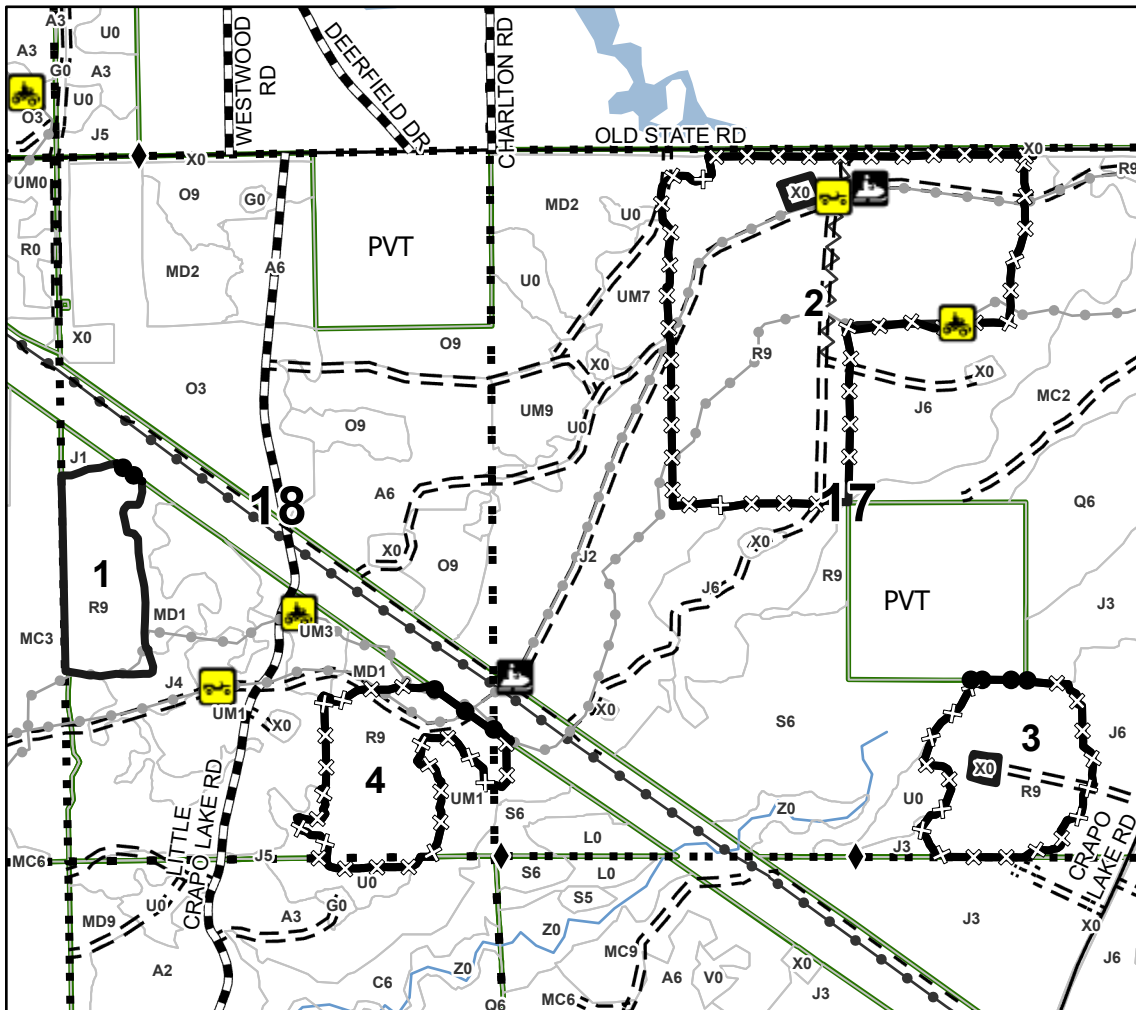 A3
U0
A3
G0
A3
U0
O3
J5
WESTWOOD
RD
DEERFIELD DR
CHARLTON RD
OLD STATE RD
X0
X0
UM0
O9
G0
MD2
U0
X0
R9
R0
MD2
A6
PVT
U0
UM7
2
X0
O9
X0
R9
X0
O3
J6
MC2
O9
UM9
U0
J1
A6
18
17
Q6
X0
O9
X0
J2
J6
R9
PVT
1
R9
MD1
MC3
UM3
J3
MD1
J4
UM1
X0
X0
S6
R9
4
3
J6
X0
R9
UM1
U0
S6
Z0
L0
J3
LITTLE
CRAPO LAKE RD
CRAPO
LAKE RD
MC6
J5
U0
S6
L0
S5
U0
A3
G0
MD9
Z0
J3
X0
A2
C6
Z0
MC9
A6
V0
X0
J6
J3
MC6
Q6